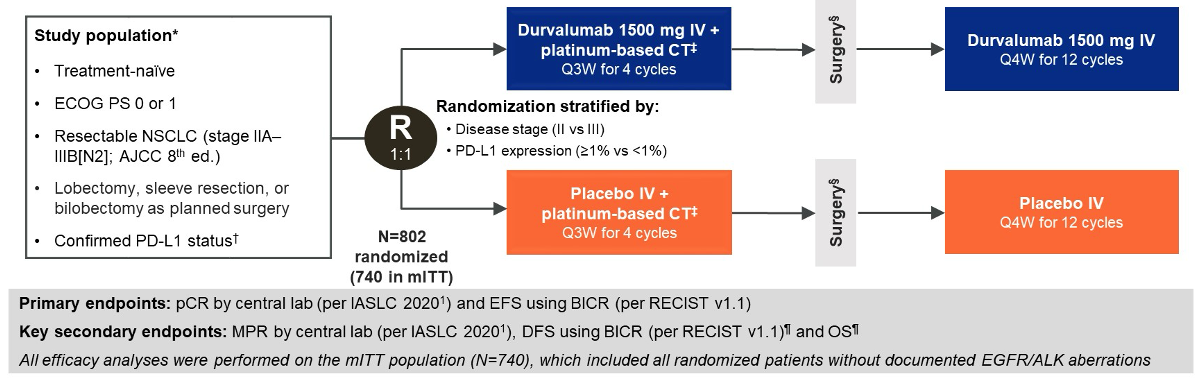 Study population*
• Treatment-naïve
• ECOG PS 0 or 1
• Resectable NSCLC (stage IIA–
IIIB[N2]; AJCC 8th ed.)
• Lobectomy, sleeve resection, or
bilobectomy as planned surgery
• Confirmed PD-L1 status†
R
1:1
N=802
randomized
(740 in mITT)
Randomization stratified by:
• Disease stage (II vs III)
• PD-L1 expression (≥1% vs <1%)
Durvalumab 1500 mg IV +
platinum-based CT‡
Q3W for 4 cycles
Surgery§
Durvalumab 1500 mg IV
Q4W for 12 cycles
Placebo IV +
platinum-based CT‡
Q3W for 4 cycles
Surgery§
Placebo IV
Q4W for 12 cycles
Primary endpoints: pCR by central lab (per IASLC 2020¹) and EFS using BICR (per RECIST v1.1)
Key secondary endpoints: MPR by central lab (per IASLC 2020¹), DFS using BICR (per RECIST v1.1)¶ and OS¶
All efficacy analyses were performed on the mITT population (N=740), which included all randomized patients without documented EGFR/ALK aberrations